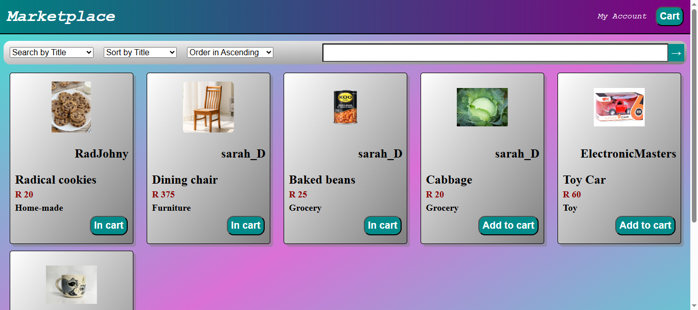 Marketplace
My Account
Cart
Search by Title
Sort by Title
Order in Ascending
→
RadJohny
Radical cookies
R 20
Home-made
In cart
sarah_D
Dining chair
R 375
Furniture
In cart
KOO
sarah_D
Baked beans
R 25
Grocery
In cart
sarah_D
Cabbage
R 20
Grocery
Add to cart
ElectronicMasters
Toy Car
R 60
Toy
Add to cart